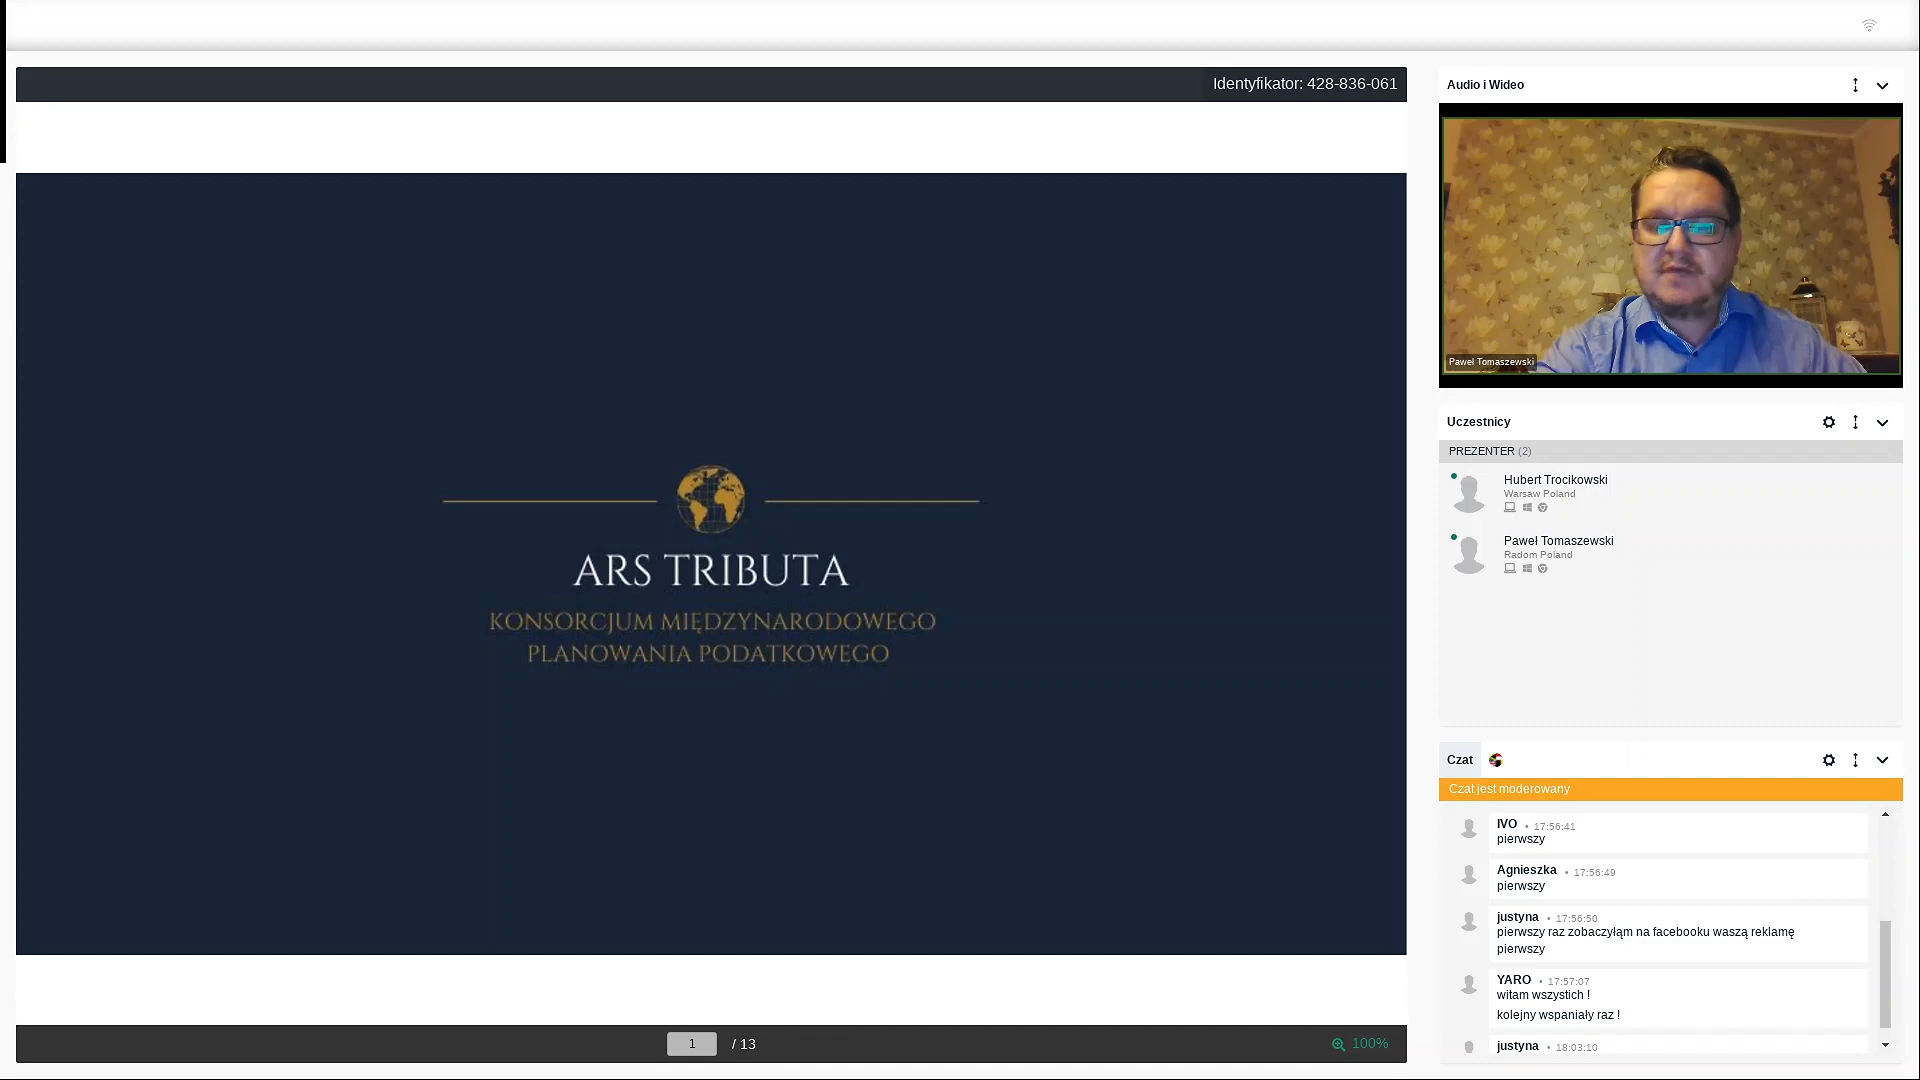 Identyfikator: 428-836-061
ARS TRIBUTA
KONSORCJUM MIĘDZYNARODOWEGO
PLANOWANIA PODATKOWEGO
1 / 13
100%
Audio i Wideo
Paweł Tomaszewski
Uczestnicy
PREZENTER (2)
Hubert Trocikowski
Warsaw Poland
Paweł Tomaszewski
Radom Poland
Czat
Czat jest moderowany
IVO • 17:56:41
pierwszy
Agnieszka • 17:56:49
pierwszy
justyna • 17:56:50
pierwszy raz zobaczyłąm na facebooku waszą reklamę
pierwszy
YARO • 17:57:07
witam wszystich !
kolejny wspaniały raz !
justyna • 18:03:10